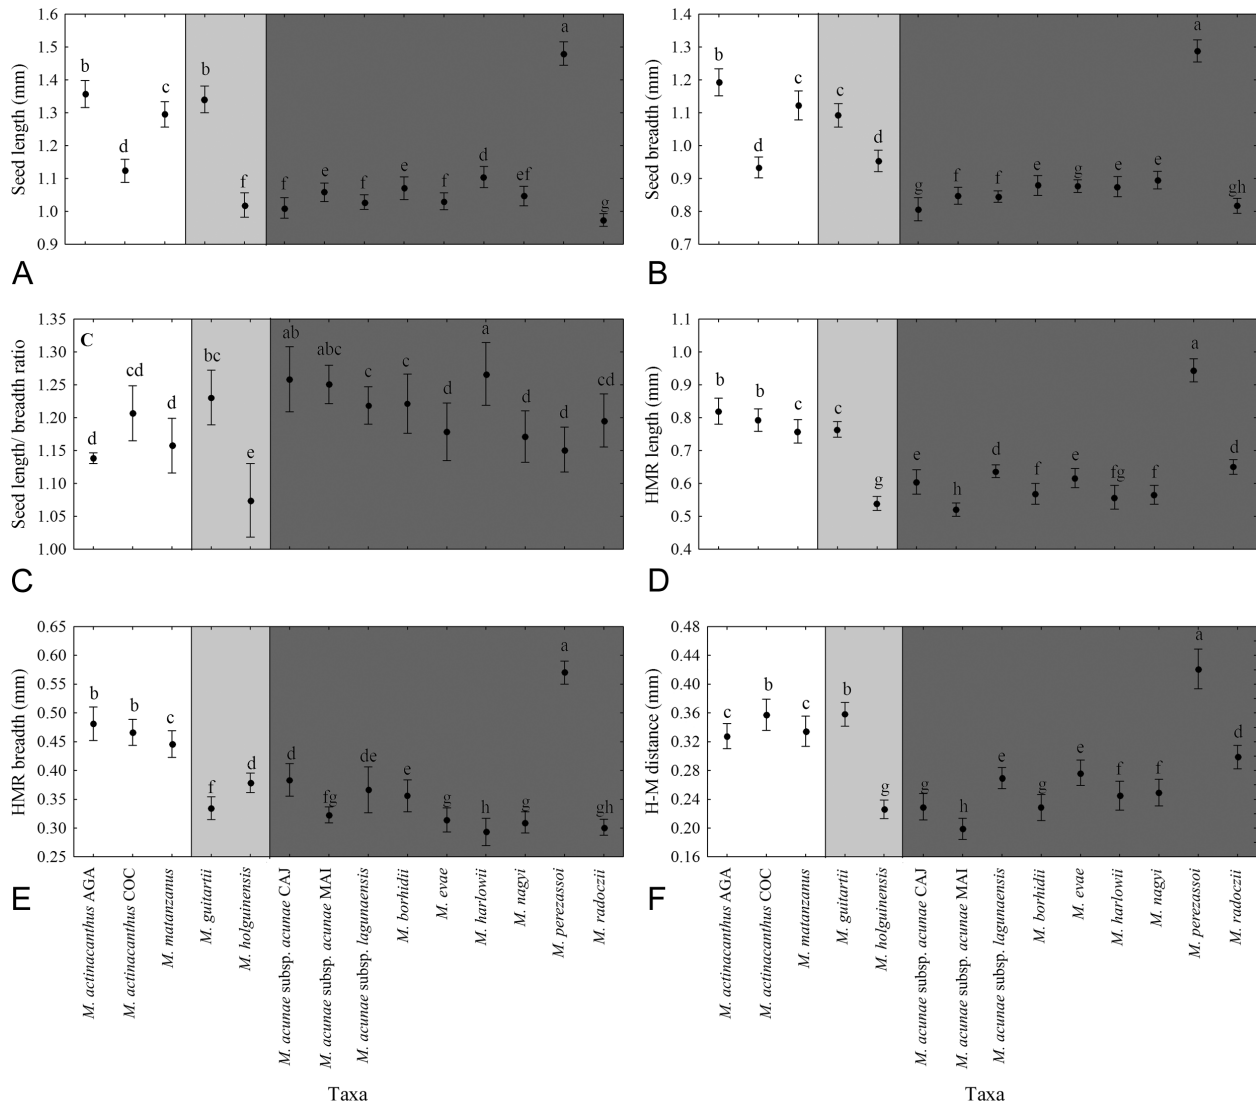 Seed length (mm)
1.6
1.5
1.4
1.3
1.2
1.1
1.0
0.9
b
d
c
b
f
f
e
f
e
f
d
ef
a
g
A
Seed breadth (mm)
1.4
1.3
1.2
1.1
1.0
0.9
0.8
0.7
b
d
c
c
d
g
f
f
e
g
e
e
a
gh
B
Seed length/ breadth ratio
1.35
1.30
1.25
1.20
1.15
1.10
1.05
1.00
C
d
cd
d
bc
e
ab
abc
c
c
d
a
d
d
cd
C
HMR length (mm)
1.1
1.0
0.9
0.8
0.7
0.6
0.5
0.4
b
b
c
c
g
e
h
d
f
e
fg
f
a
d
D
HMR breadth (mm)
0.65
0.60
0.55
0.50
0.45
0.40
0.35
0.30
0.25
b
b
c
f
d
d
fg
de
e
g
h
g
a
gh
E
M. actinacanthus AGA
M. actinacanthus COC
M. matanzanus
M. guitartii
M. holguinensis
M. acunae subsp. acunae CAJ
M. acunae subsp. acunae MAI
M. acunae subsp. lagunaensis
M. borhidii
M. evae
M. harlowii
M. nagyi
M. perezassoi
M. radoczii
Taxa
H-M distance (mm)
0.48
0.44
0.40
0.36
0.32
0.28
0.24
0.20
0.16
c
b
c
b
g
g
h
e
g
e
f
f
a
d
F
M. actinacanthus AGA
M. actinacanthus COC
M. matanzanus
M. guitartii
M. holguinensis
M. acunae subsp. acunae CAJ
M. acunae subsp. acunae MAI
M. acunae subsp. lagunaensis
M. borhidii
M. evae
M. harlowii
M. nagyi
M. perezassoi
M. radoczii
Taxa